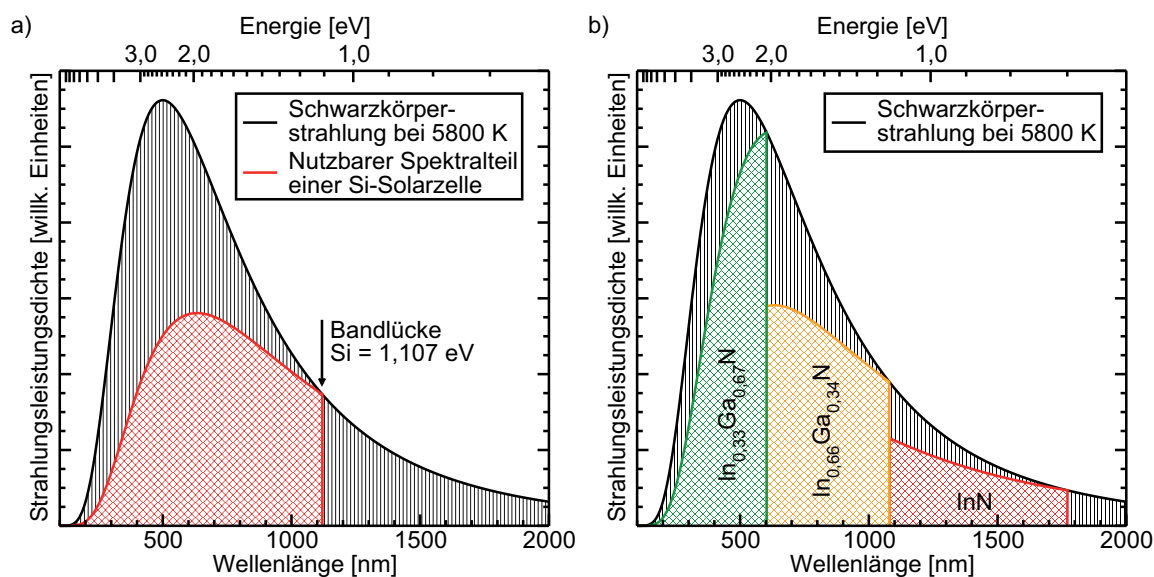 a)
Energie [eV]
3,0 2,0 1,0
Strahlungsleistungsdichte [willk. Einheiten]
Schwarzkörper-
strahlung bei 5800 K
Nutzbarer Spektralteil
einer Si-Solarzelle
Bandlücke
Si = 1,107 eV
500 1000 1500 2000
Wellenlänge [nm]
b)
Energie [eV]
3,0 2,0 1,0
Strahlungsleistungsdichte [willk. Einheiten]
Schwarzkörper-
strahlung bei 5800 K
In0,33Ga0,67N
In0,66Ga0,34N
InN
500 1000 1500 2000
Wellenlänge [nm]